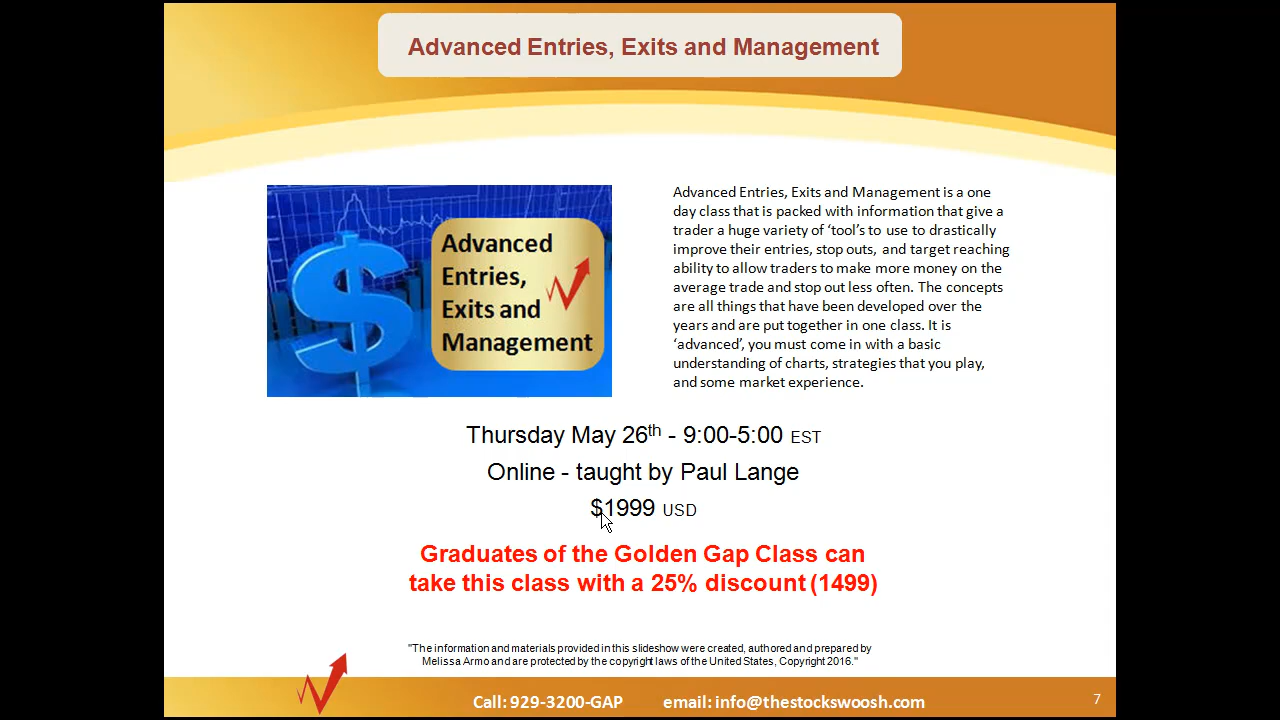 Advanced Entries, Exits and Management
Advanced
Entries,
Exits and
Management
Advanced Entries, Exits and Management is a one
day class that is packed with information that give a
trader a huge variety of ‘tool’s to use to drastically
improve their entries, stop outs, and target reaching
ability to allow traders to make more money on the
average trade and stop out less often. The concepts
are all things that have been developed over the
years and are put together in one class. It is
‘advanced’, you must come in with a basic
understanding of charts, strategies that you play,
and some market experience.
Thursday May 26th - 9:00-5:00 EST
Online - taught by Paul Lange
$1999 USD
Graduates of the Golden Gap Class can
take this class with a 25% discount (1499)
"The information and materials provided in this slideshow were created, authored and prepared by
Melissa Armo and are protected by the copyright laws of the United States, Copyright 2016."
Call: 929-3200-GAP email: info@thestockswoosh.com
7